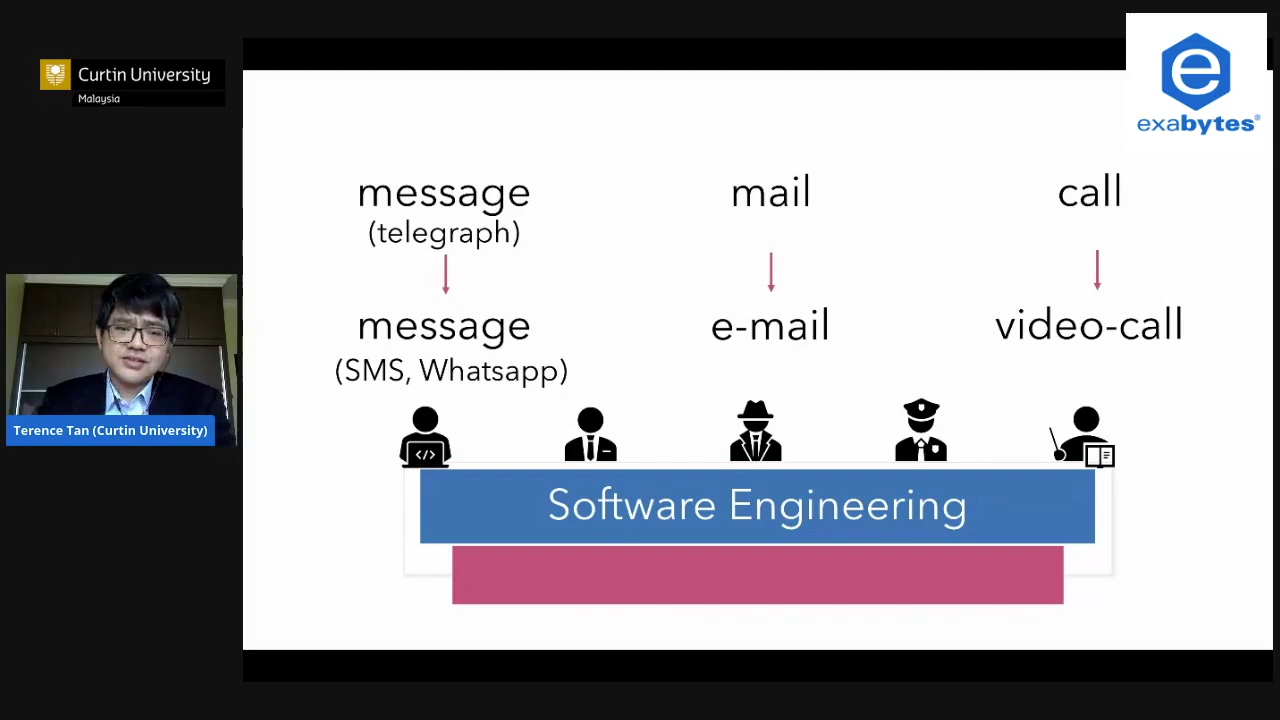 Curtin University
Malaysia
e
exabytes®
message
(telegraph)
mail
call
message
(SMS, Whatsapp)
e-mail
video-call
</>
Software Engineering
Terence Tan (Curtin University)